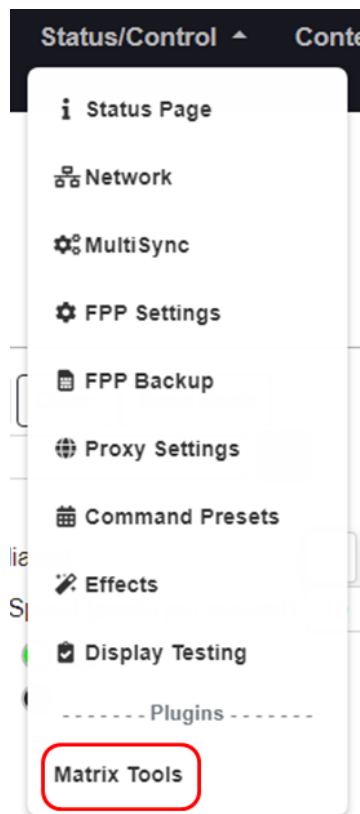 Status/Control Conte
Status Page
Network
MultiSync
FPP Settings
FPP Backup
Proxy Settings
Command Presets
lia
Effects
S
Display Testing
- - - - - - - Plugins - - - - - - -
Matrix Tools